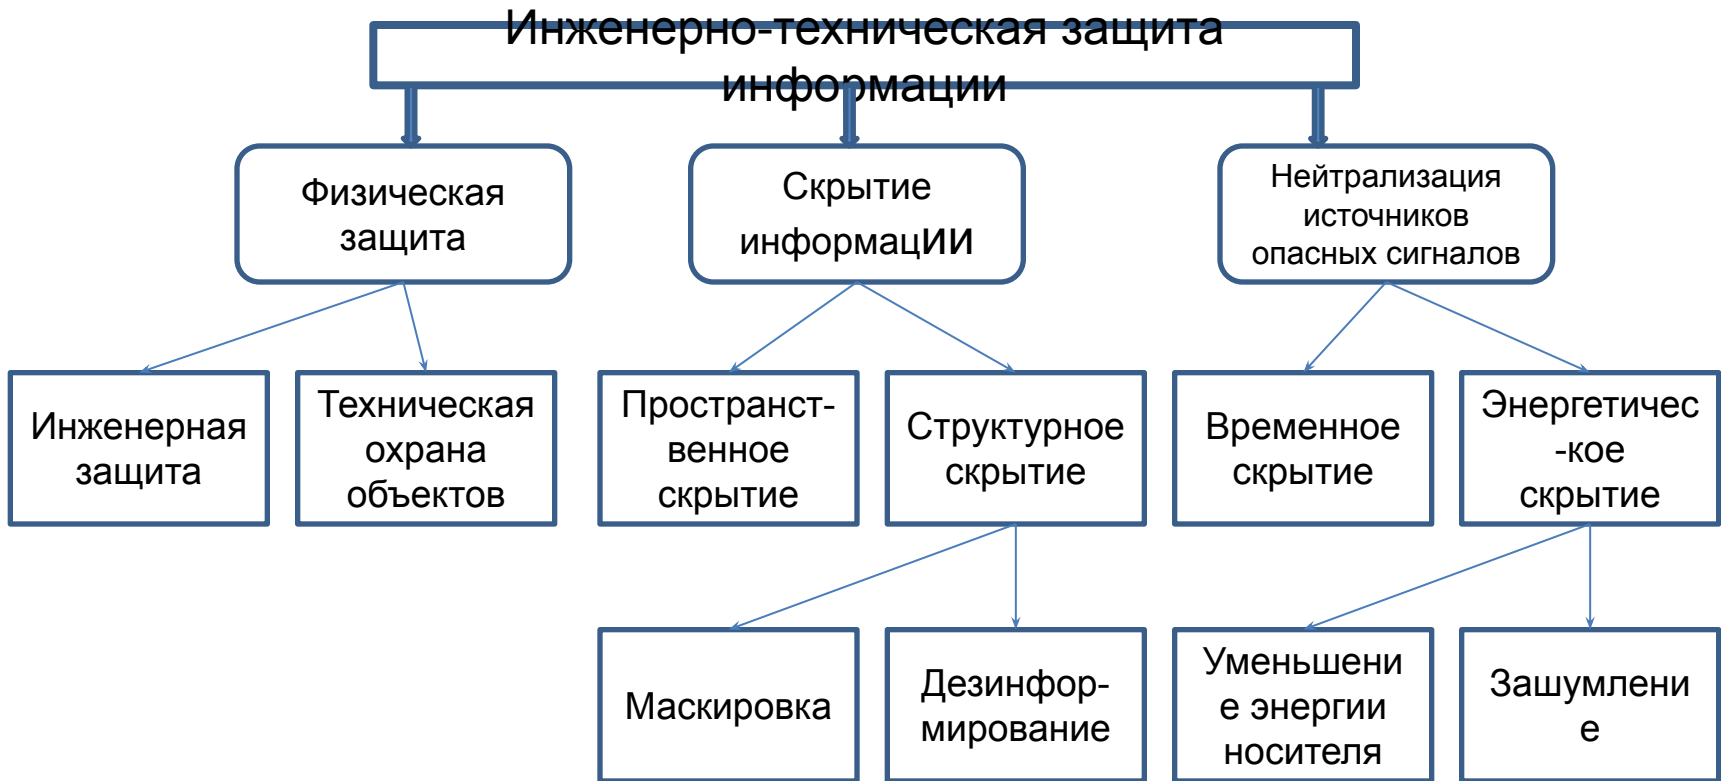 Инженерно-техническая защита
информации
Физическая
защита
Скрытие
информации
Нейтрализация
источников
опасных сигналов
Инженерная
защита
Техническая
охрана
объектов
Пространст-
венное
скрытие
Структурное
скрытие
Временное
скрытие
Энергетичес
-кое
скрытие
Маскировка
Дезинфор-
мирование
Уменьшени
е энергии
носителя
Зашумлени
е